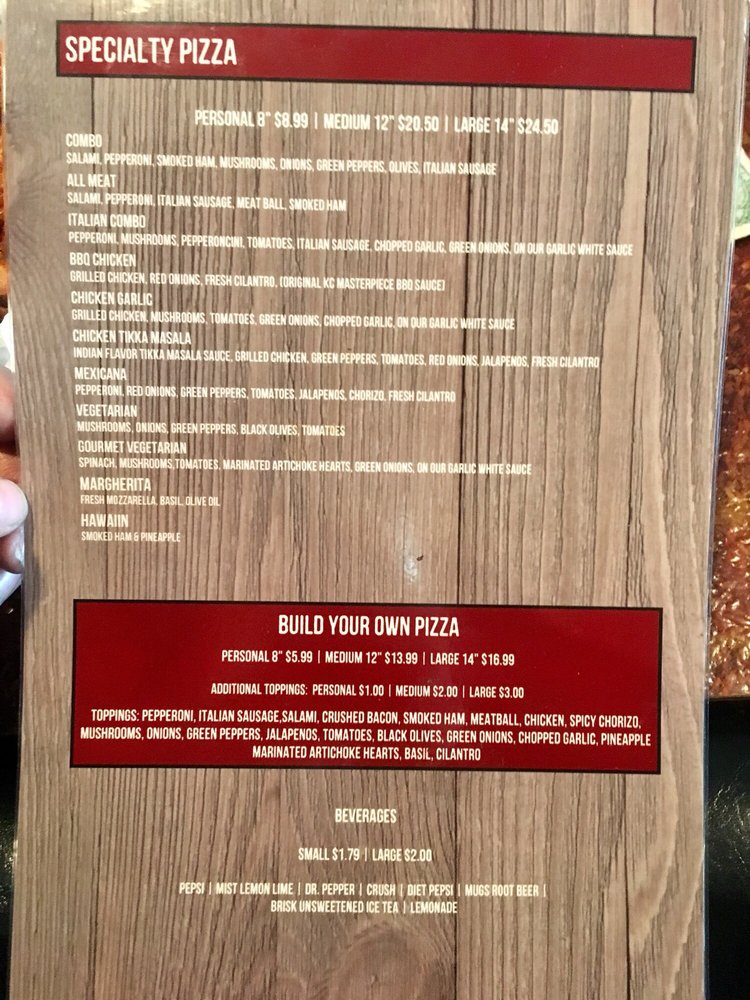 SPECIALTY PIZZA
PERSONAL 8" $8.99 | MEDIUM 12" $20.50 | LARGE 14" $24.50
COMBO
SALAMI, PEPPERONI, SMOKED HAM, MUSHROOMS, ONIONS, GREEN PEPPERS, OLIVES, ITALIAN SAUSAGE
ALL MEAT
SALAMI, PEPPERONI, ITALIAN SAUSAGE, MEAT BALL, SMOKED HAM
ITALIAN COMBO
PEPPERONI, MUSHROOMS, PEPPERONCINI, TOMATOES, ITALIAN SAUSAGE, CHOPPED GARLIC, GREEN ONIONS, ON OUR GARLIC WHITE SAUCE
BBQ CHICKEN
GRILLED CHICKEN, RED ONIONS, FRESH CILANTRO, (ORIGINAL KC MASTERPIECE BBQ SAUCE)
CHICKEN GARLIC
GRILLED CHICKEN, MUSHROOMS, TOMATOES, GREEN ONIONS, CHOPPED GARLIC, ON OUR GARLIC WHITE SAUCE
CHICKEN TIKKA MASALA
INDIAN FLAVOR TIKKA MASALA SAUCE, GRILLED CHICKEN, GREEN PEPPERS, TOMATOES, RED ONIONS, JALAPENOS, FRESH CILANTRO
MEXICANA
PEPPERONI, RED ONIONS, GREEN PEPPERS, TOMATOES, JALAPENOS, CHORIZO, FRESH CILANTRO
VEGETARIAN
MUSHROOMS, ONIONS, GREEN PEPPERS, BLACK OLIVES, TOMATOES
GOURMET VEGETARIAN
SPINACH, MUSHROOMS,TOMATOES, MARINATED ARTICHOKE HEARTS, GREEN ONIONS, ON OUR GARLIC WHITE SAUCE
MARGHERITA
FRESH MOZZARELLA, BASIL, OLIVE OIL
HAWAIIN
SMOKED HAM & PINEAPPLE
BUILD YOUR OWN PIZZA
PERSONAL 8" $5.99 | MEDIUM 12" $13.99 | LARGE 14" $16.99
ADDITIONAL TOPPINGS: PERSONAL $1.00 | MEDIUM $2.00 | LARGE $3.00
TOPPINGS: PEPPERONI, ITALIAN SAUSAGE,SALAMI, CRUSHED BACON, SMOKED HAM, MEATBALL, CHICKEN, SPICY CHORIZO,
MUSHROOMS, ONIONS, GREEN PEPPERS, JALAPENOS, TOMATOES, BLACK OLIVES, GREEN ONIONS, CHOPPED GARLIC, PINEAPPLE
MARINATED ARTICHOKE HEARTS, BASIL, CILANTRO
BEVERAGES
SMALL $1.79 | LARGE $2.00
PEPSI | MIST LEMON LIME | DR. PEPPER | CRUSH | DIET PEPSI | MUGS ROOT BEER |
BRISK UNSWEETENED ICE TEA | LEMONADE